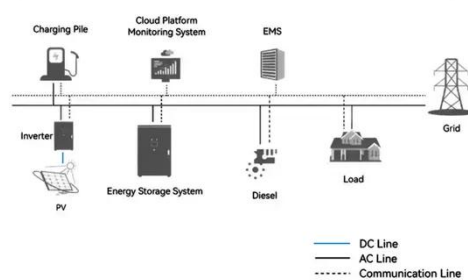 Charging Pile
Cloud Platform
Monitoring System
EMS
Grid
Inverter
PV
Energy Storage System
Diesel
Load
DC Line
AC Line
Communication Line